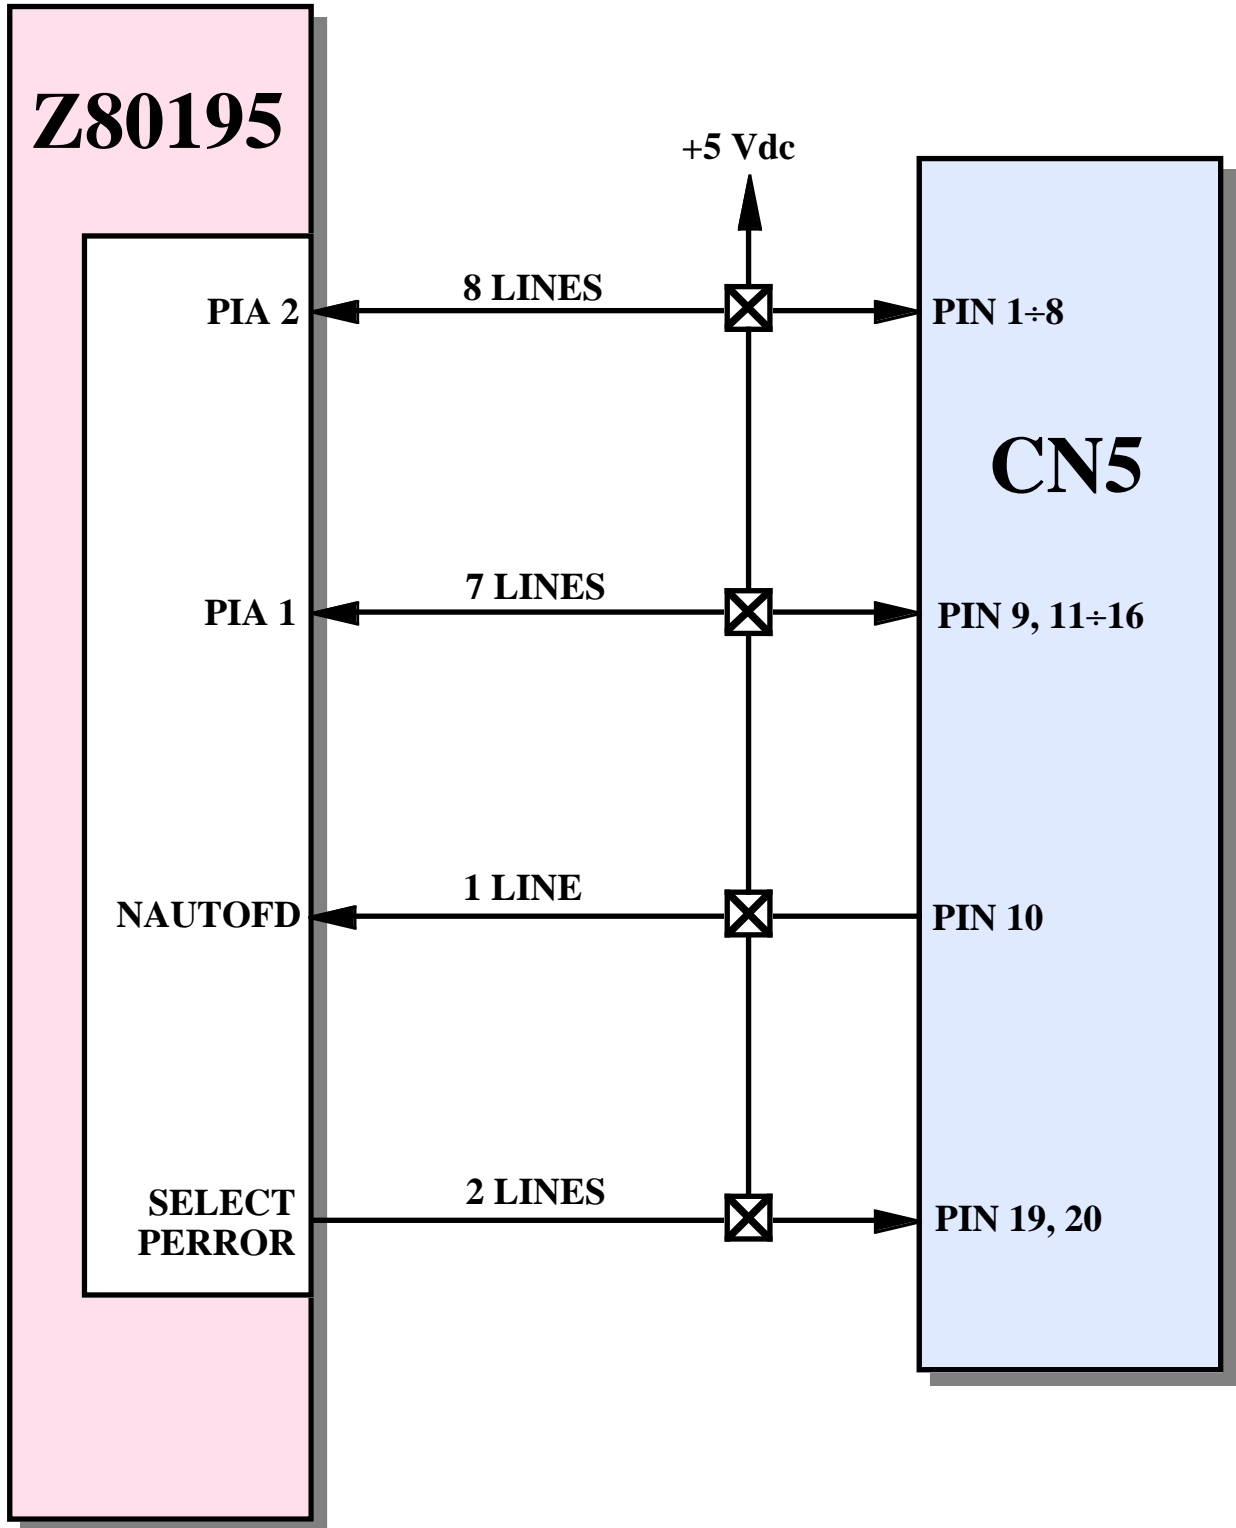 Z80195
+5 Vdc
8 LINES
PIA 2
PIN 1÷8
CN5
7 LINES
PIA 1
PIN 9, 11÷16
1 LINE
NAUTOFD
PIN 10
2 LINES
SELECT
PERROR
PIN 19, 20